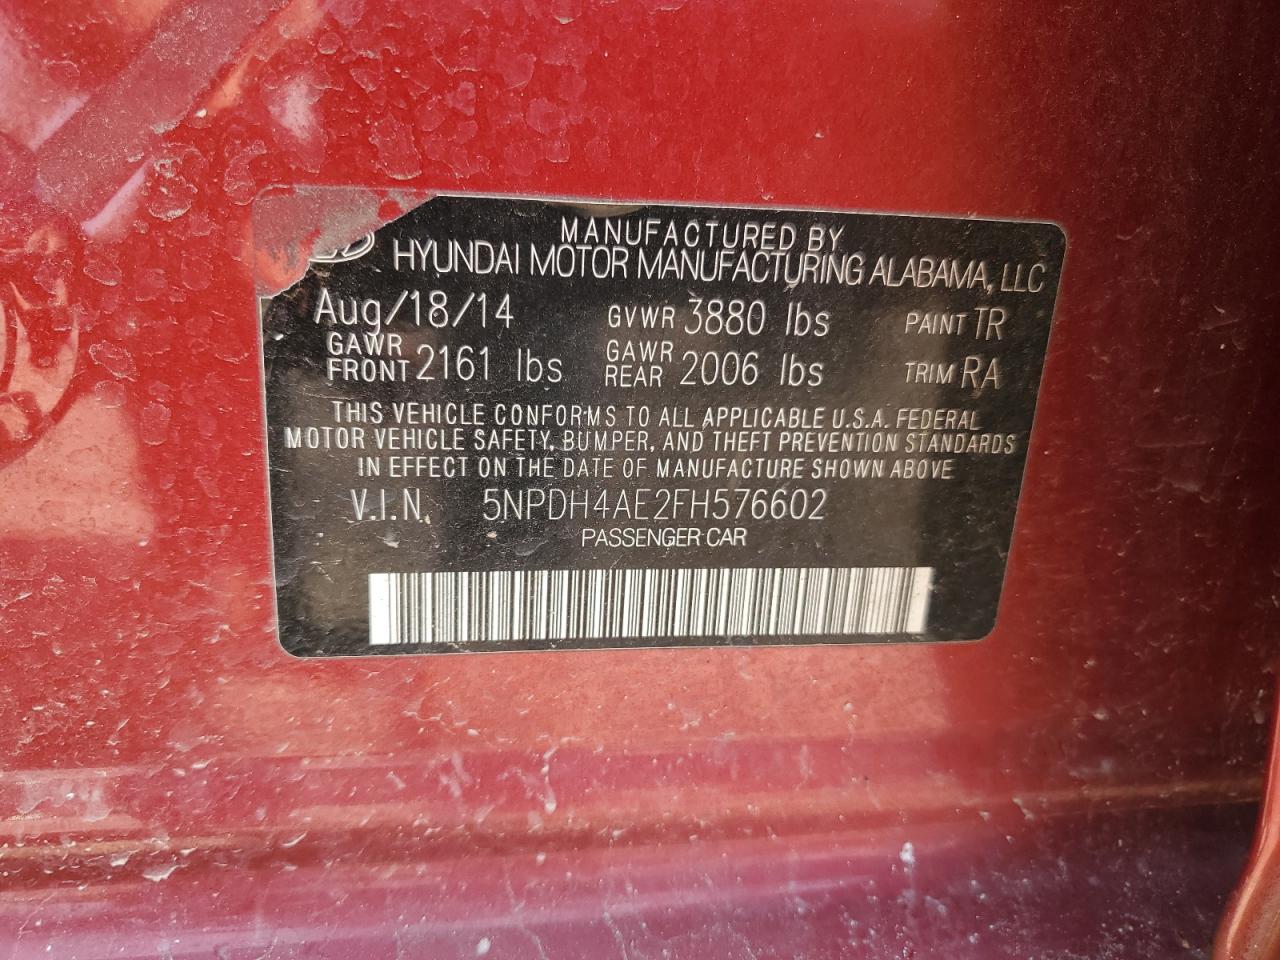 MANUFACTURED BY
HYUNDAI MOTOR MANUFACTURING ALABAMA, LLC
Aug/18/14 GVWR 3880 lbs PAINT TR
GAWR FRONT 2161 lbs GAWR REAR 2006 lbs TRIM RA
THIS VEHICLE CONFORMS TO ALL APPLICABLE U.S.A. FEDERAL
MOTOR VEHICLE SAFETY, BUMPER, AND THEFT PREVENTION STANDARDS
IN EFFECT ON THE DATE OF MANUFACTURE SHOWN ABOVE
V.I.N. 5NPDH4AE2FH576602
PASSENGER CAR